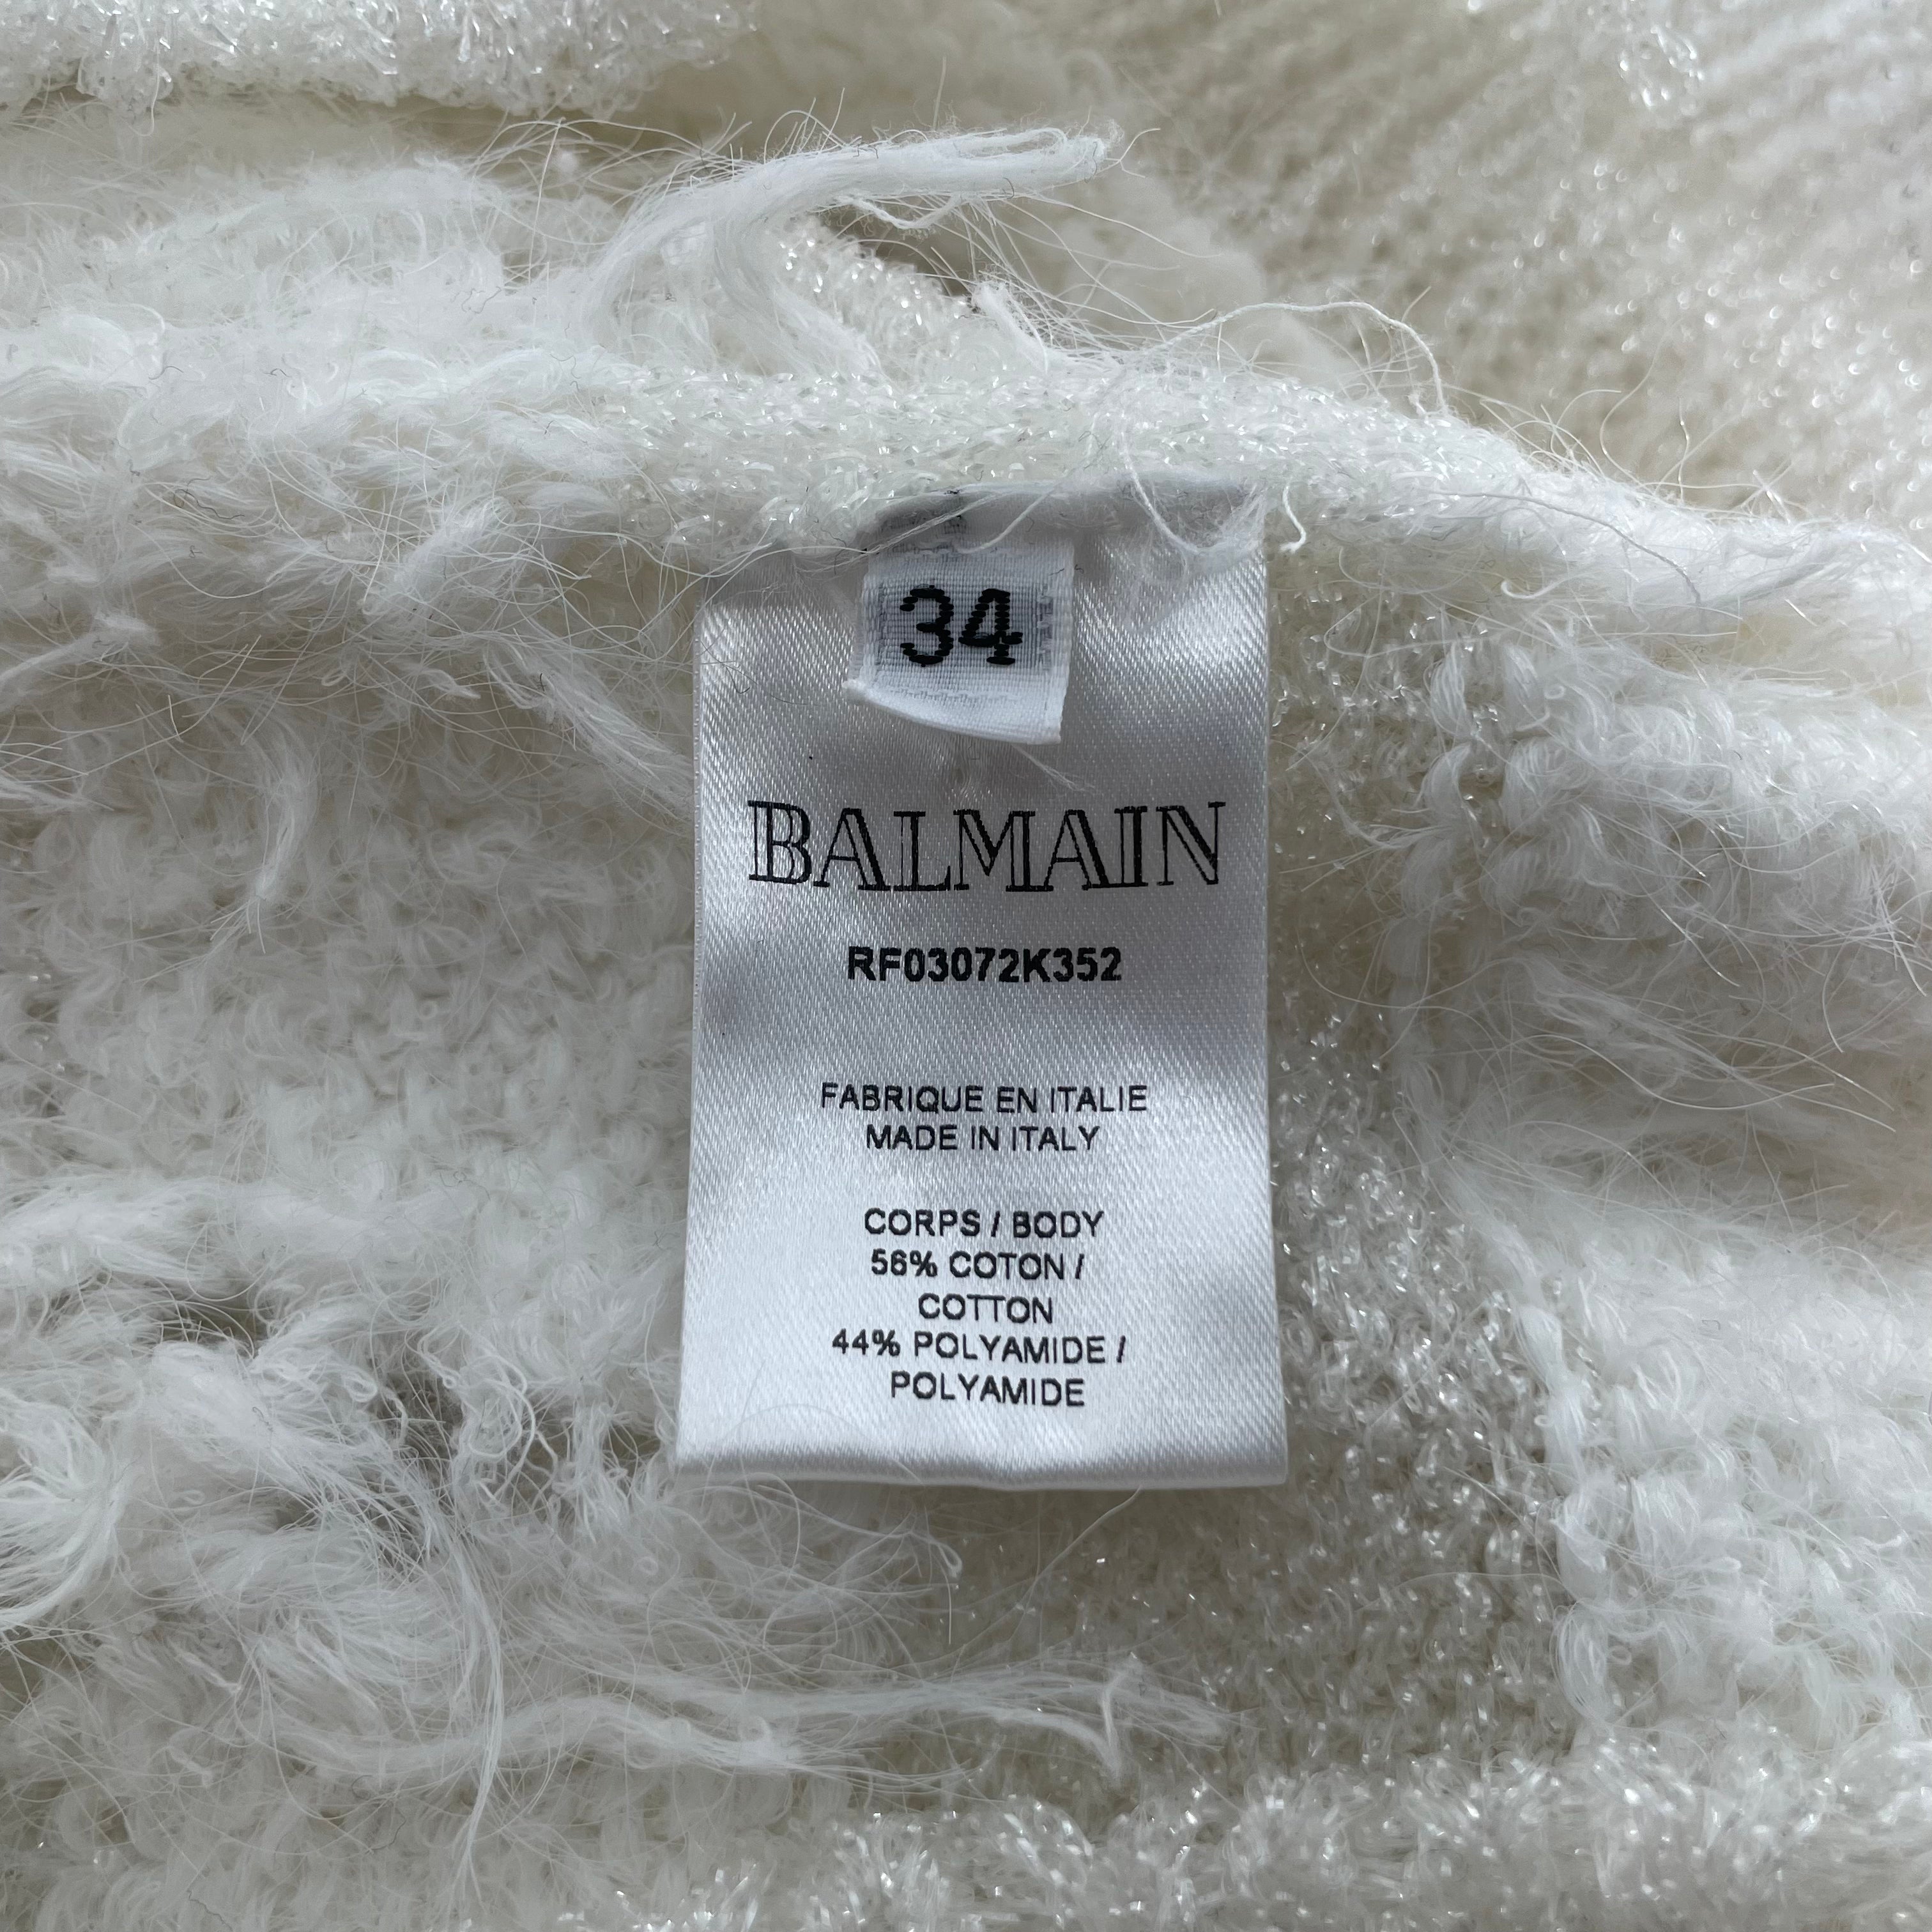 34
BALMAIN
RF03072K352
FABRIQUE EN ITALIE
MADE IN ITALY
CORPS / BODY
56% COTON /
COTTON
44% POLYAMIDE /
POLYAMIDE